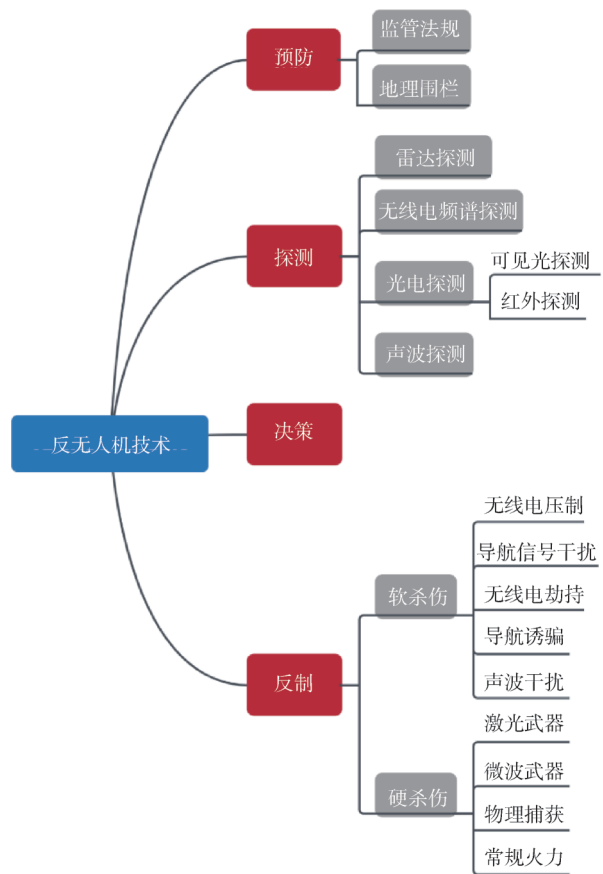 反无人机技术
预防
监管法规
地理围栏
探测
雷达探测
无线电频谱探测
光电探测
可见光探测
红外探测
声波探测
决策
反制
软杀伤
无线电压制
导航信号干扰
无线电劫持
导航诱骗
声波干扰
硬杀伤
激光武器
微波武器
物理捕获
常规火力